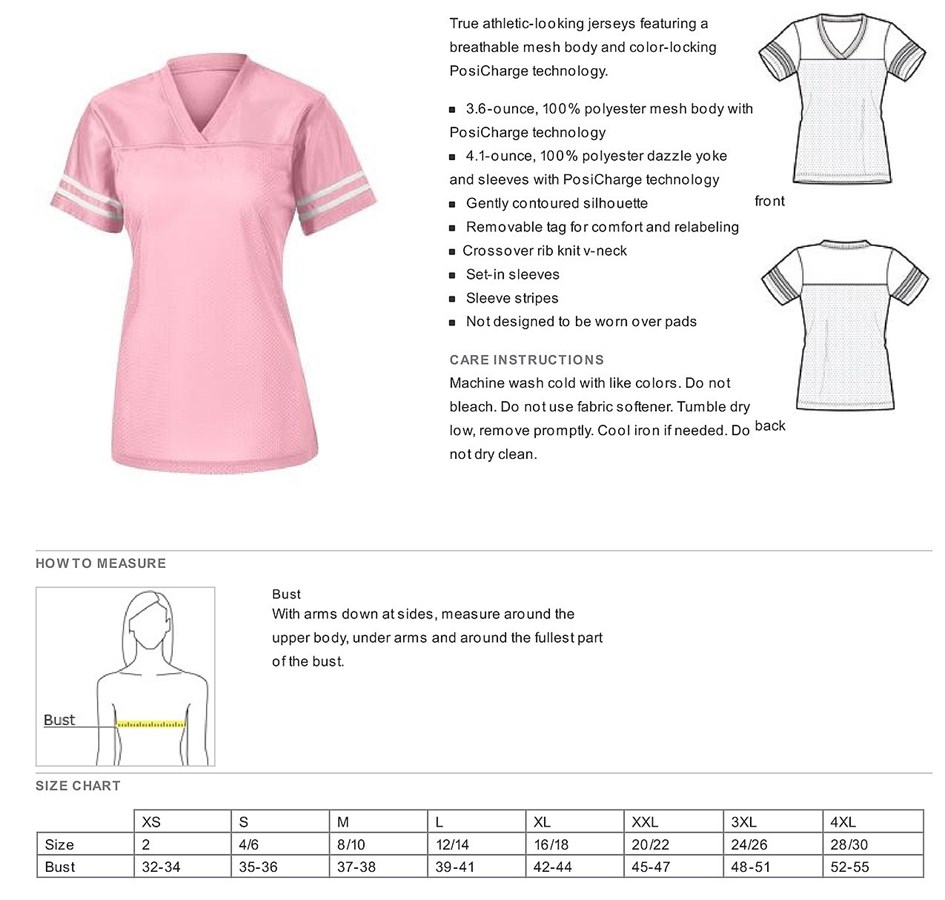 True athletic-looking jerseys featuring a
breathable mesh body and color-locking
PosiCharge technology.
▪ 3.6-ounce, 100% polyester mesh body with
PosiCharge technology
▪ 4.1-ounce, 100% polyester dazzle yoke
and sleeves with PosiCharge technology
▪ Gently contoured silhouette
▪ Removable tag for comfort and relabeling
▪ Crossover rib knit v-neck
▪ Set-in sleeves
▪ Sleeve stripes
▪ Not designed to be worn over pads
CARE INSTRUCTIONS
Machine wash cold with like colors. Do not
bleach. Do not use fabric softener. Tumble dry
low, remove promptly. Cool iron if needed. Do
not dry clean.
front
back
HOW TO MEASURE
Bust
Bust
With arms down at sides, measure around the
upper body, under arms and around the fullest part
of the bust.
SIZE CHART
XS S M L XL XXL 3XL 4XL
Size 2 4/6 8/10 12/14 16/18 20/22 24/26 28/30
Bust 32-34 35-36 37-38 39-41 42-44 45-47 48-51 52-55